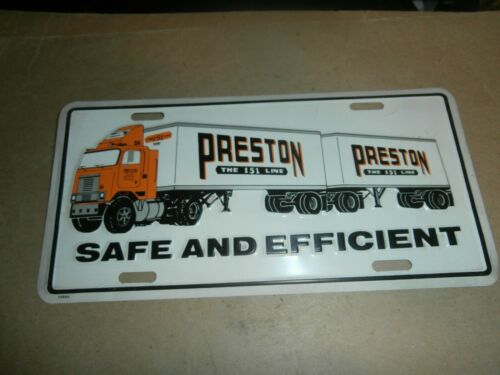 PRESTON
THE 151 LINE
PRESTON
THE 151 LINE
SAFE AND EFFICIENT